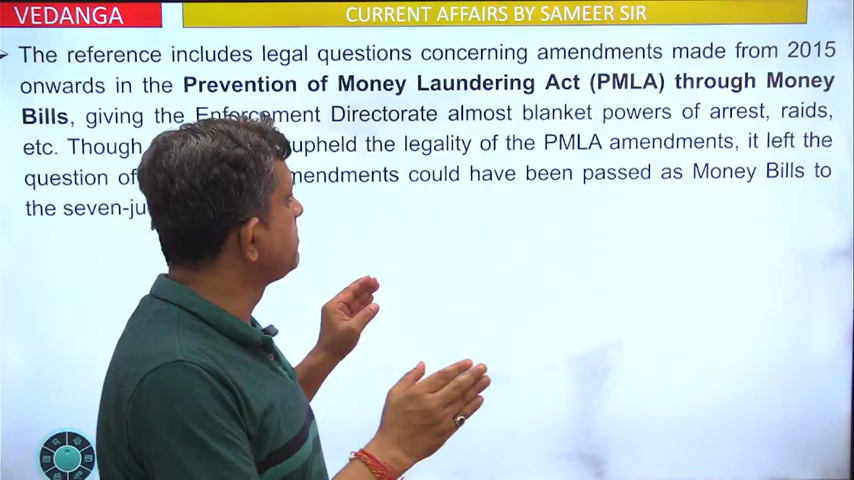 VEDANGA
CURRENT AFFAIRS BY SAMEER SIR
The reference includes legal questions concerning amendments made from 2015
onwards in the Prevention of Money Laundering Act (PMLA) through Money
Bills, giving the Enforcement Directorate almost blanket powers of arrest, raids,
etc. Though upheld the legality of the PMLA amendments, it left the
question of mendments could have been passed as Money Bills to
the seven-ju